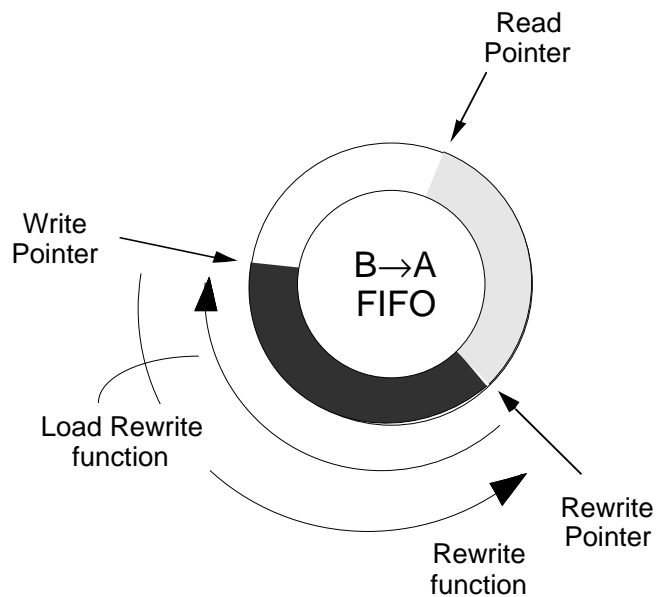 Read
Pointer
Write
Pointer
B→A
FIFO
Load Rewrite
function
Rewrite
Pointer
Rewrite
function